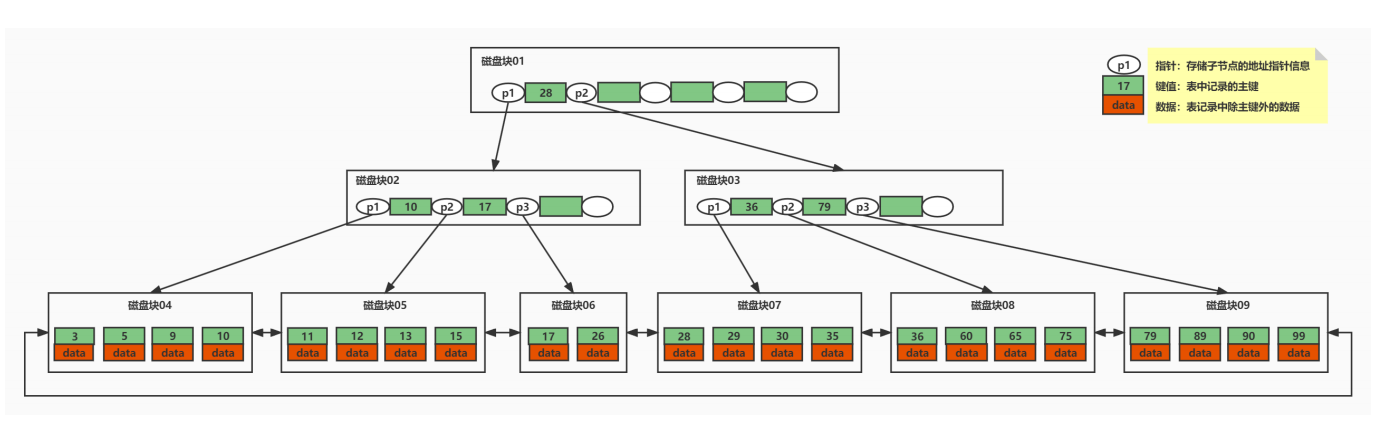 磁盘块01
p1 28 p2
p1 指针：存储子节点的地址指针信息
17 键值：表中记录的主键
data 数据：表记录中除主键外的数据
磁盘块02
p1 10 p2 17 p3
磁盘块03
p1 36 p2 79 p3
磁盘块04
3 5 9 10
data data data data
磁盘块05
11 12 13 15
data data data data
磁盘块06
17 26
data data
磁盘块07
28 29 30 35
data data data data
磁盘块08
36 60 65 75
data data data data
磁盘块09
79 89 90 99
data data data data